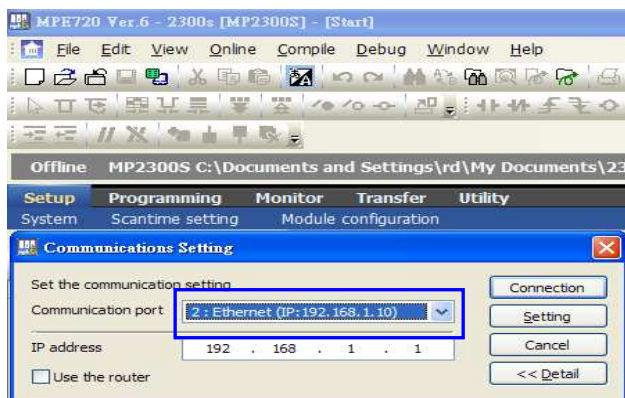 MPE720 Ver.6 - 2300s [MP2300S] - [Start]
File Edit View Online Compile Debug Window Help
Offline MP2300S C:\Documents and Settings\rd\My Documents\23
Setup Programming Monitor Transfer Utility
System Scantime setting Module configuration
Communications Setting
Set the communication setting
Connection
Communication port 2 : Ethernet (IP:192.168.1.10)
Setting
IP address 192 . 168 . 1 . 1
Cancel
Use the router
<< Detail